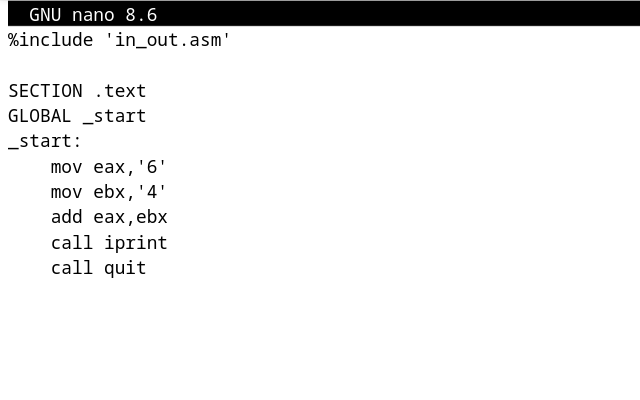 GNU nano 8.6
%include 'in_out.asm'

SECTION .text
GLOBAL _start
_start:
    mov eax,'6'
    mov ebx,'4'
    add eax,ebx
    call iprint
    call quit